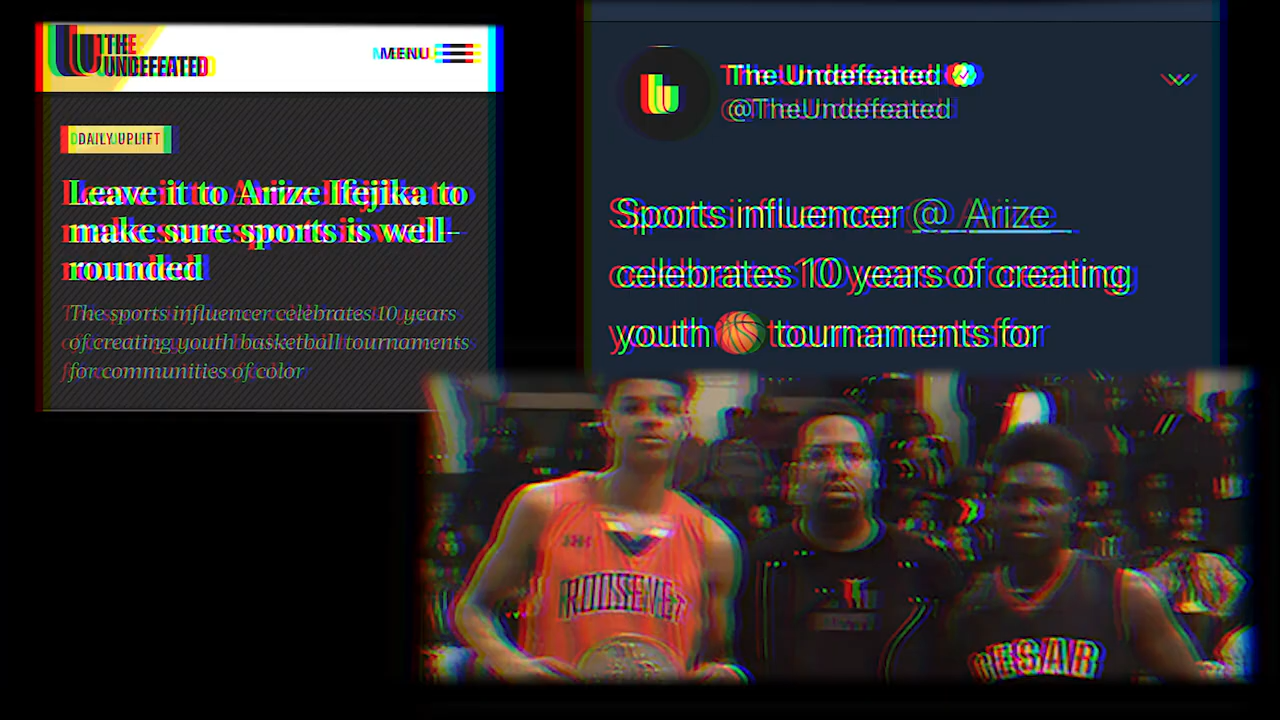 THE
UNDEFEATED
MENU
DAILY UPLIFT
Leave it to Arize Ifejika to
make sure sports is well-
rounded
The sports influencer celebrates 10 years
of creating youth basketball tournaments
for communities of color
The Undefeated
@TheUndefeated
Sports influencer @_Arize_
celebrates 10 years of creating
youth 🏀 tournaments for
ROOSEVELT
CESAR